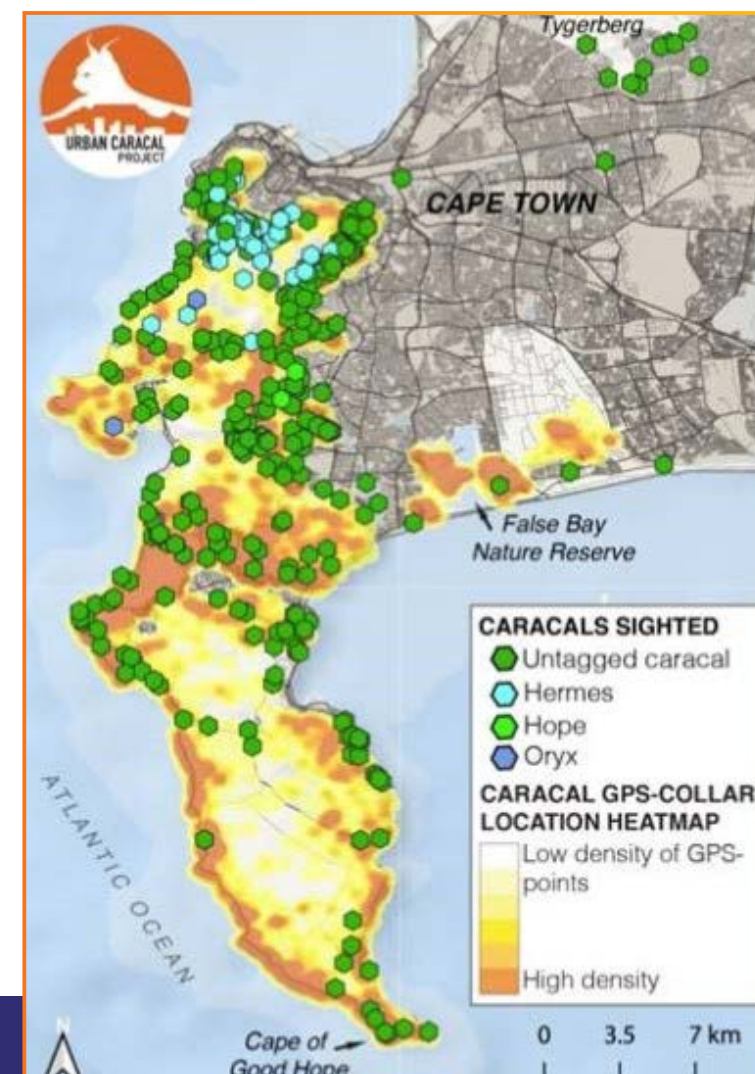 Tygerberg
URBAN CARACAL
PROJECT
CAPE TOWN
False Bay
Nature Reserve
CARACALS SIGHTED
Untagged caracal
Hermes
Hope
Oryx
CARACAL GPS-COLLAR
LOCATION HEATMAP
Low density of GPS-
points
High density
ATLANTIC OCEAN
Cape of
Good Hope
N
0 3.5 7 km